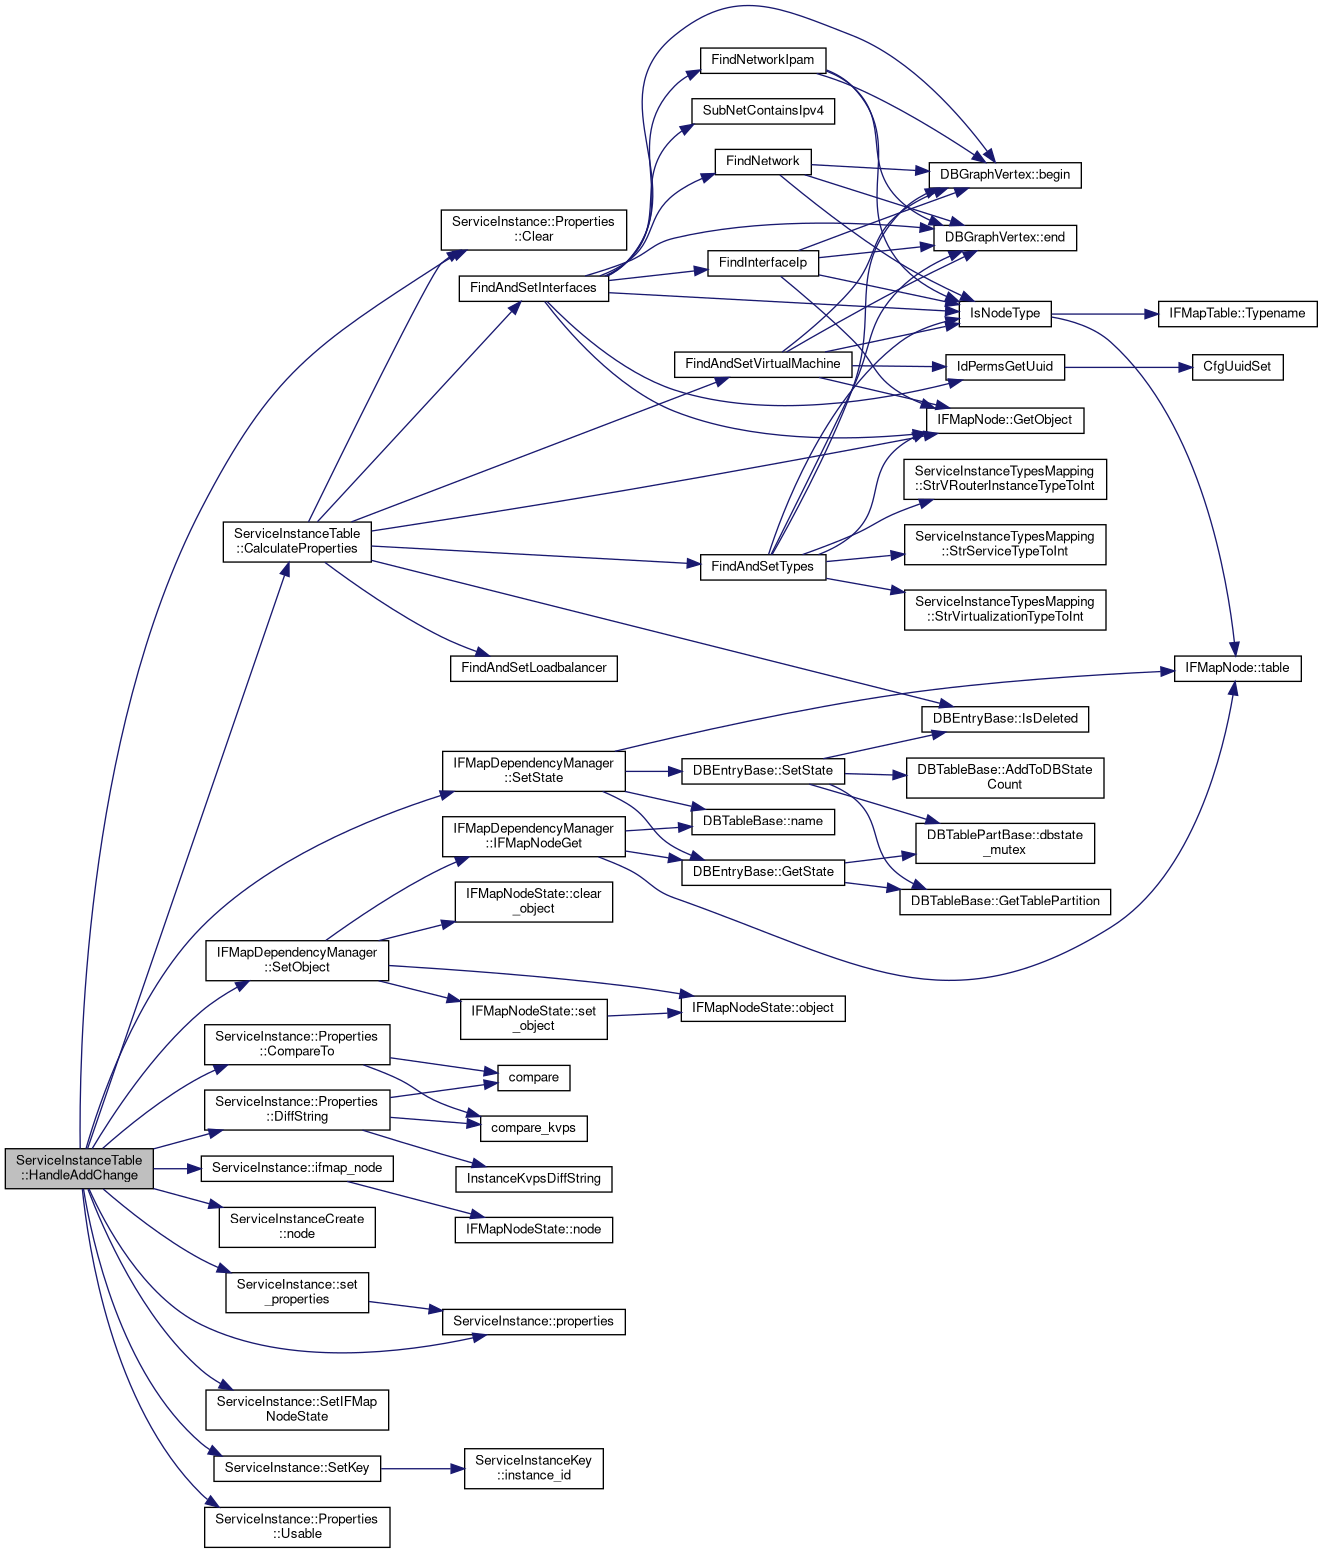 FindNetworkIpam
SubNetContainsIpv4
FindNetwork
DBGraphVertex::begin
ServiceInstance::Properties
::Clear
DBGraphVertex::end
FindInterfaceIp
FindAndSetInterfaces
IsNodeType
IFMapTable::Typename
FindAndSetVirtualMachine
IdPermsGetUuid
CfgUuidSet
IFMapNode::GetObject
ServiceInstanceTypesMapping
::StrVRouterInstanceTypeToInt
ServiceInstanceTable
::CalculateProperties
ServiceInstanceTypesMapping
::StrServiceTypeToInt
FindAndSetTypes
ServiceInstanceTypesMapping
::StrVirtualizationTypeToInt
FindAndSetLoadbalancer
IFMapNode::table
DBEntryBase::IsDeleted
IFMapDependencyManager
::SetState
DBEntryBase::SetState
DBTableBase::AddToDBState
Count
DBTableBase::name
IFMapDependencyManager
::IFMapNodeGet
DBTablePartBase::dbstate
_mutex
DBEntryBase::GetState
DBTableBase::GetTablePartition
IFMapNodeState::clear
_object
IFMapDependencyManager
::SetObject
IFMapNodeState::set
_object
IFMapNodeState::object
ServiceInstance::Properties
::CompareTo
compare
ServiceInstance::Properties
::DiffString
compare_kvps
ServiceInstanceTable
::HandleAddChange
ServiceInstance::ifmap_node
InstanceKvpsDiffString
ServiceInstanceCreate
::node
IFMapNodeState::node
ServiceInstance::set
_properties
ServiceInstance::properties
ServiceInstance::SetIFMap
NodeState
ServiceInstance::SetKey
ServiceInstanceKey
::instance_id
ServiceInstance::Properties
::Usable